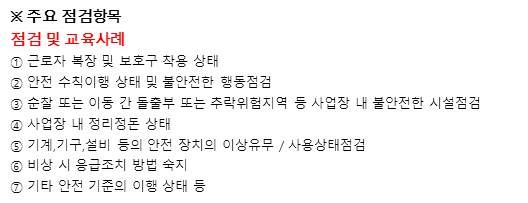 ※ 주요 점검항목
점검 및 교육사례
① 근로자 복장 및 보호구 착용 상태
② 안전 수칙이행 상태 및 불안전한 행동점검
③ 순찰 또는 이동 간 돌출부 또는 추락위험지역 등 사업장 내 불안전한 시설점검
④ 사업장 내 정리정돈 상태
⑤ 기계,기구,설비 등의 안전 장치의 이상유무 / 사용상태점검
⑥ 비상 시 응급조치 방법 숙지
⑦ 기타 안전 기준의 이행 상태 등